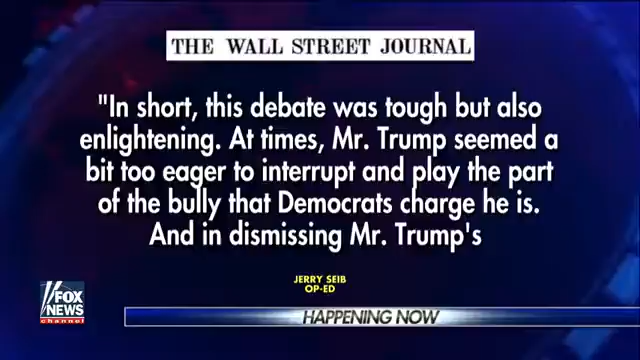 THE WALL STREET JOURNAL
"In short, this debate was tough but also
enlightening. At times, Mr. Trump seemed a
bit too eager to interrupt and play the part
of the bully that Democrats charge he is.
And in dismissing Mr. Trump's
JERRY SEIB
OP-ED
FOX
NEWS
channel
HAPPENING NOW